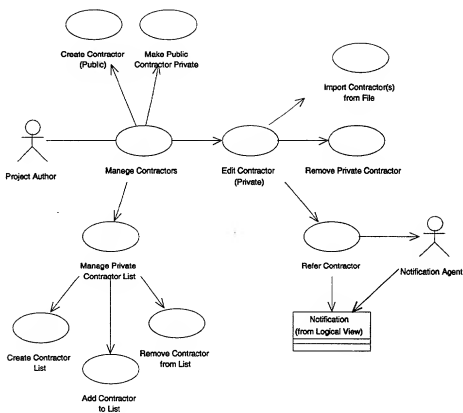 Create Contractor
(Public)
Make Public
Contractor Private
Import Contractor(s)
from File
Project Author
Manege Contractors
Edit Contractor
(Private)
Remove Private Contractor
Manage Private
Contractor List
Refer Contractor
Notification Agent
Notification
(from Logical View)
Create Contractor
List
Remove Contractor
from List
Add Contractor
to List